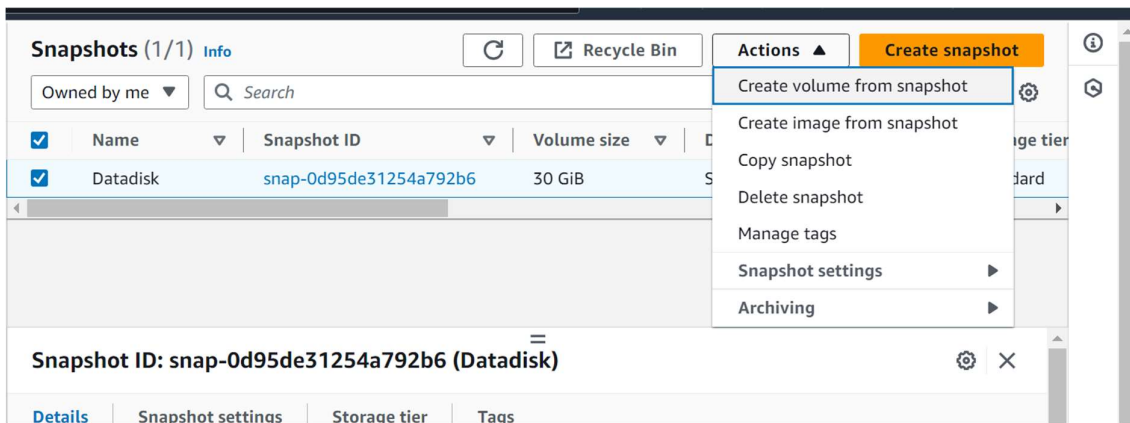 Snapshots (1/1) Info
Recycle Bin
Actions
Create snapshot
Owned by me
Search
Create volume from snapshot
Create image from snapshot
Copy snapshot
Delete snapshot
Manage tags
Snapshot settings
Archiving
Name Snapshot ID Volume size tier
Datadisk snap-0d95de31254a792b6 30 GiB
Snapshot ID: snap-0d95de31254a792b6 (Datadisk)
Details Snapshot settings Storage tier Tags